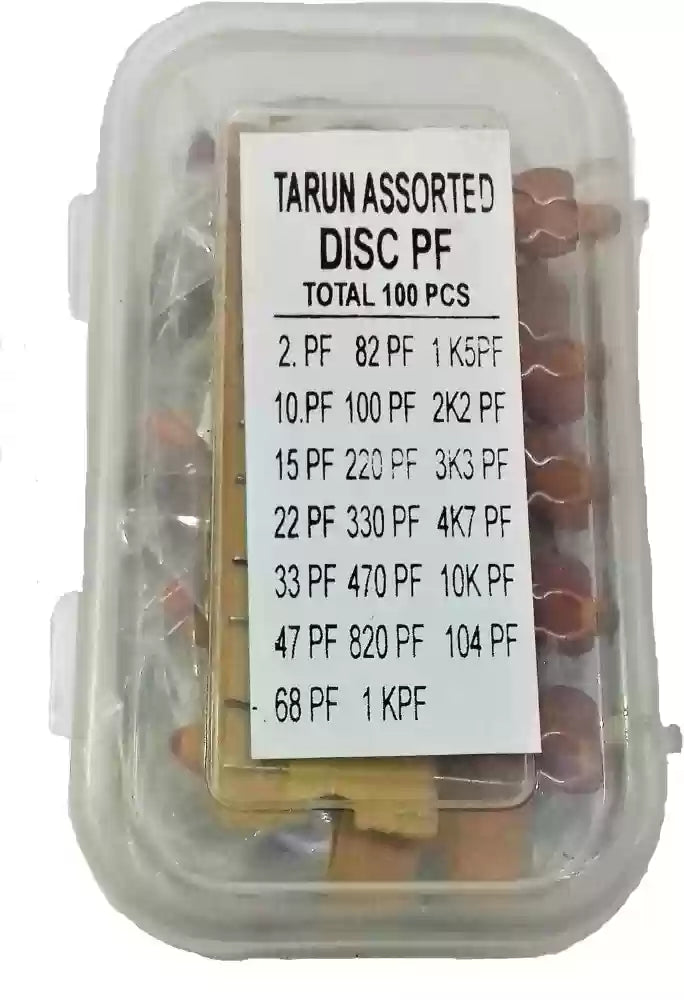 TARUN ASSORTED
DISC PF
TOTAL 100 PCS
2. PF 82 PF 1 K5PF
10.PF 100 PF 2K2 PF
15 PF 220 PF 3K3 PF
22 PF 330 PF 4K7 PF
33 PF 470 PF 10K PF
47 PF 820 PF 104 PF
68 PF 1 KPF